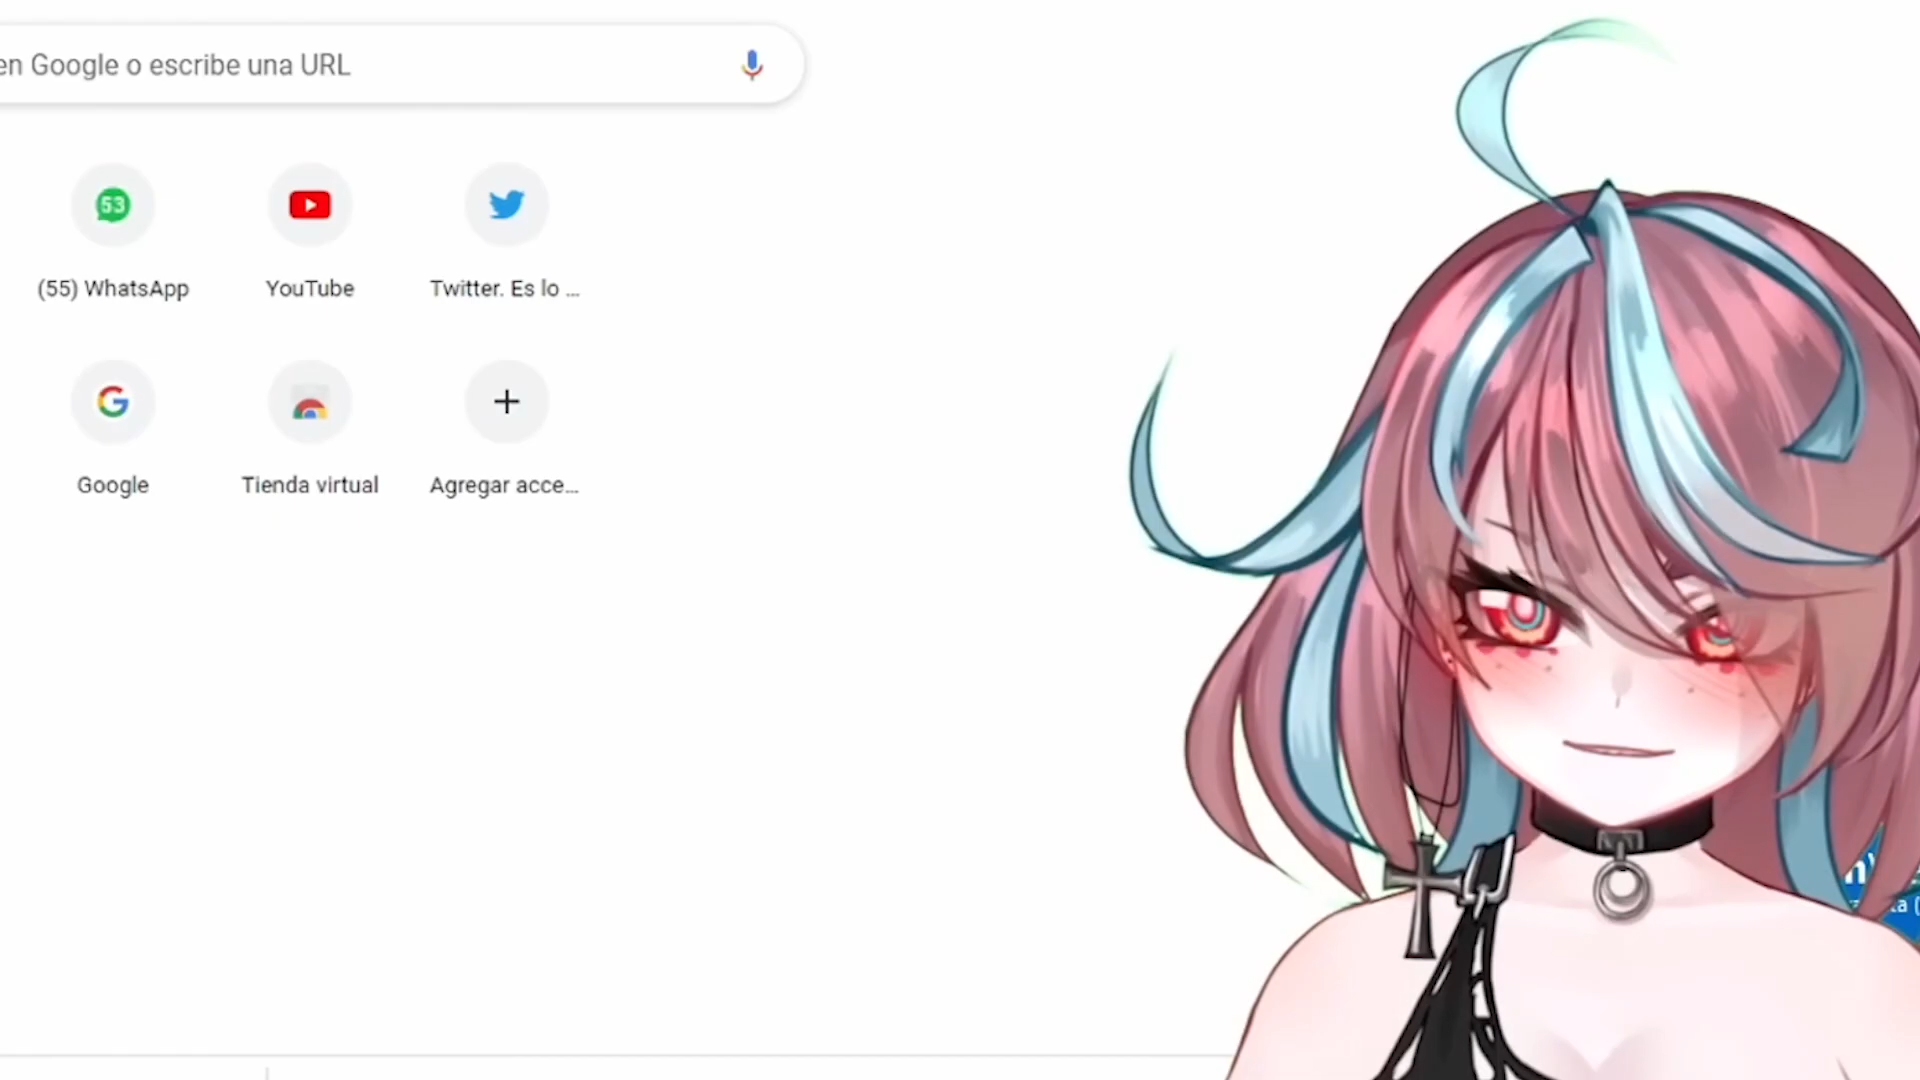 en Google o escribe una URL
53
(55) WhatsApp
YouTube
Twitter. Es lo ...
Google
Tienda virtual
Agregar acce...